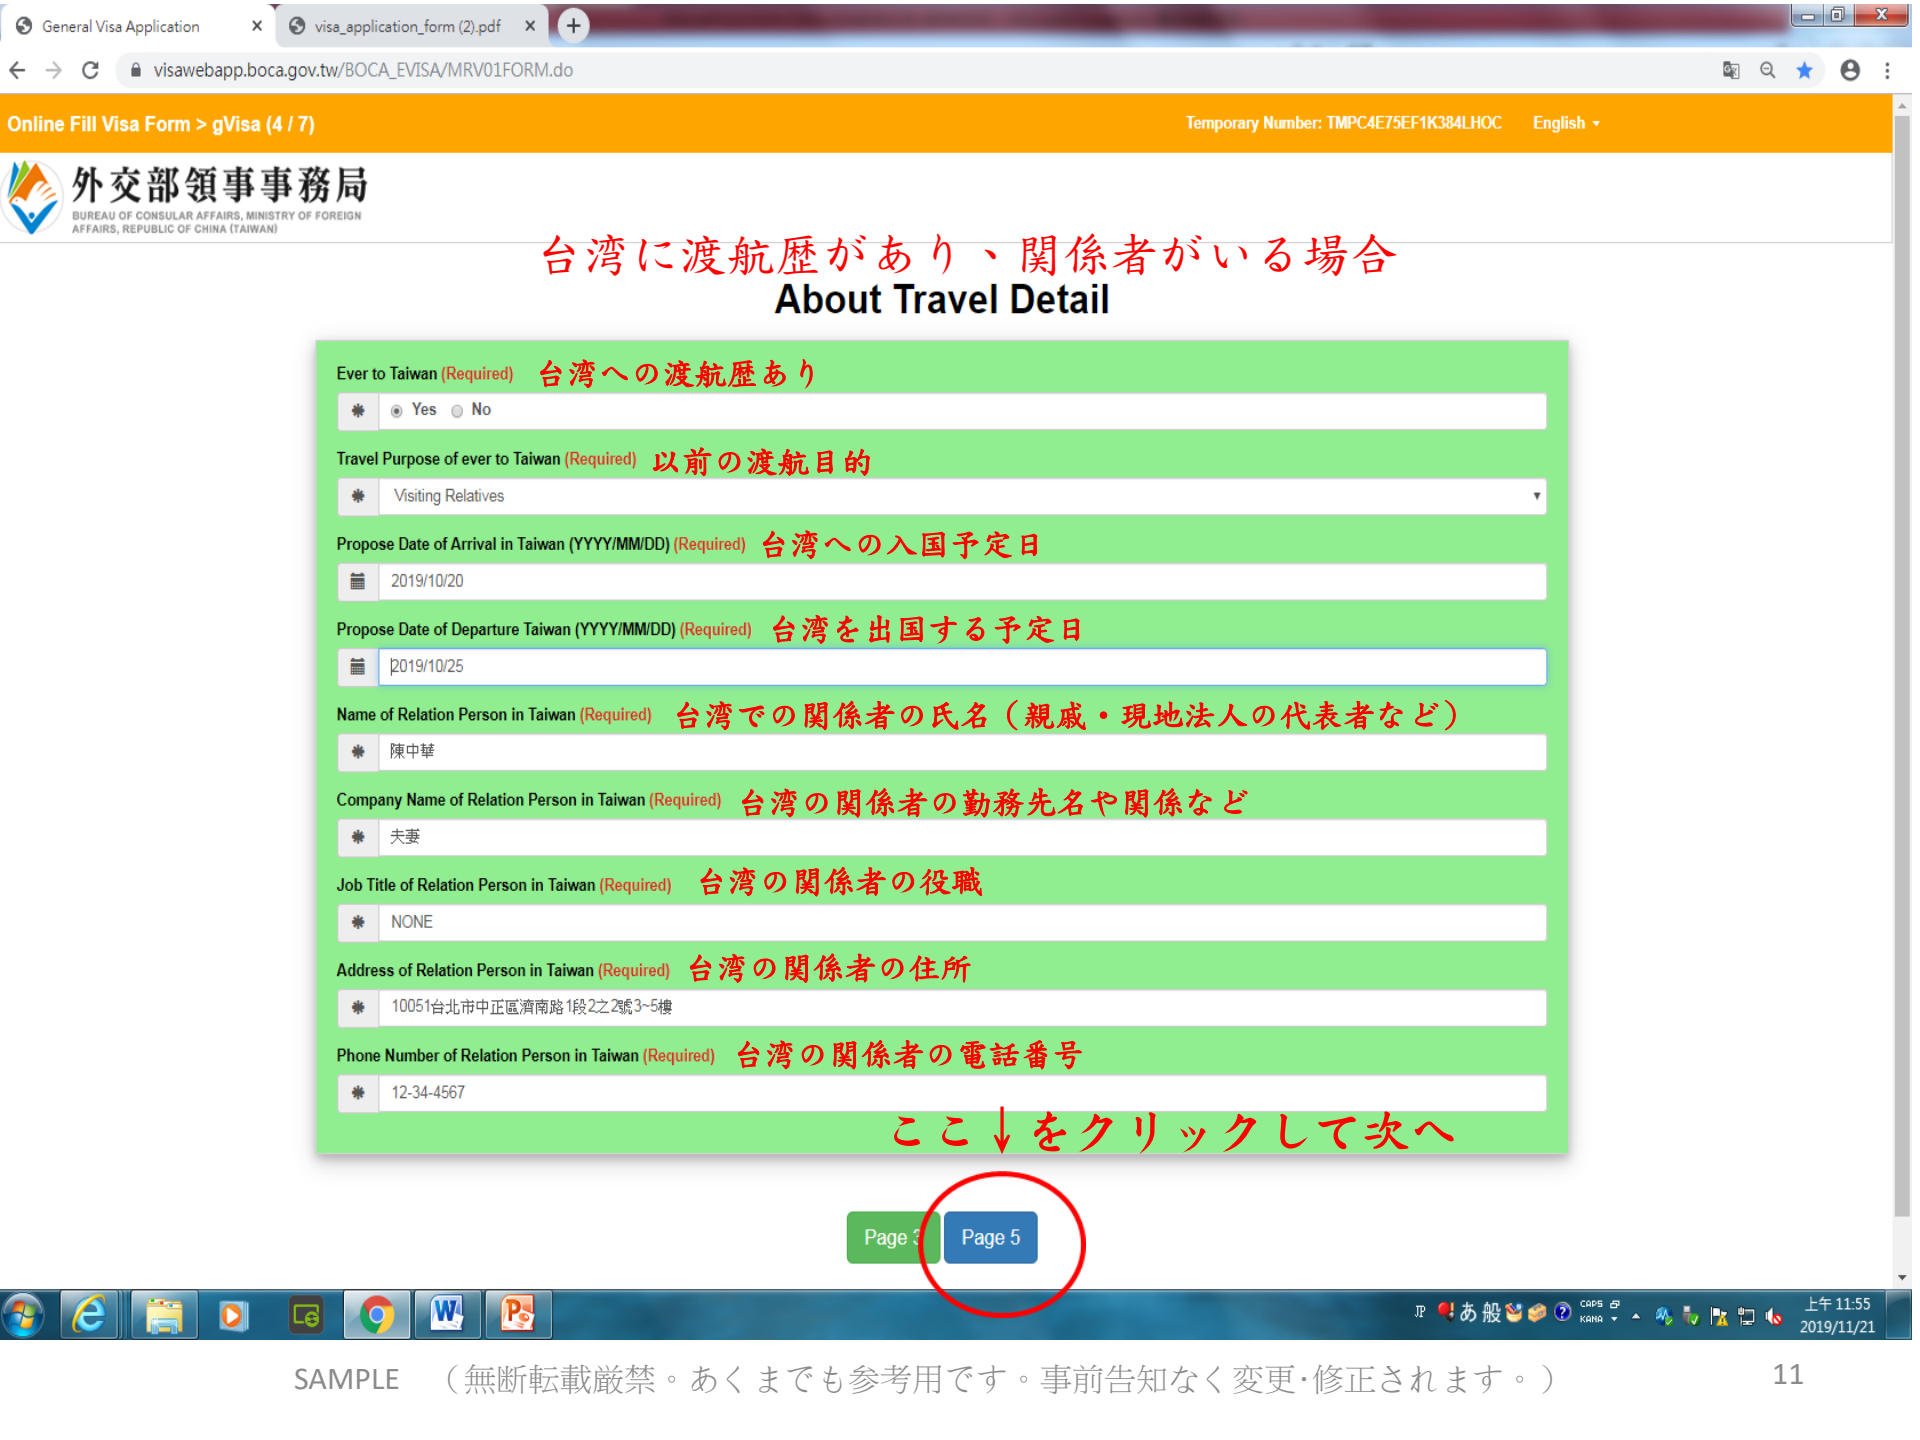 General Visa Application
visa_application_form (2).pdf
visawebapp.boca.gov.tw/BOCA_EVISA/MRV01FORM.do
Online Fill Visa Form > gVisa (4 / 7)
Temporary Number: TMPC4E75EF1K384LHOC
English
外交部領事事務局
BUREAU OF CONSULAR AFFAIRS, MINISTRY OF FOREIGN
AFFAIRS, REPUBLIC OF CHINA (TAIWAN)
台湾に渡航歴があり、関係者がいる場合
About Travel Detail
Ever to Taiwan (Required) 台湾への渡航歴あり
Yes No
Travel Purpose of ever to Taiwan (Required) 以前の渡航目的
Visiting Relatives
Propose Date of Arrival in Taiwan (YYYY/MM/DD) (Required) 台湾への入国予定日
2019/10/20
Propose Date of Departure Taiwan (YYYY/MM/DD) (Required) 台湾を出国する予定日
2019/10/25
Name of Relation Person in Taiwan (Required) 台湾での関係者の氏名（親戚・現地法人の代表者など）
陳中華
Company Name of Relation Person in Taiwan (Required) 台湾の関係者の勤務先名や関係など
夫妻
Job Title of Relation Person in Taiwan (Required) 台湾の関係者の役職
NONE
Address of Relation Person in Taiwan (Required) 台湾の関係者の住所
10051台北市中正區濟南路1段2之2號3~5樓
Phone Number of Relation Person in Taiwan (Required) 台湾の関係者の電話番号
12-34-4567
ここ↓をクリックして次へ
Page 3 Page 5
JP あ 般 CAPS KANA
上午 11:55
2019/11/21
SAMPLE （無断転載厳禁。あくまでも参考用です。事前告知なく変更･修正されます。）
11